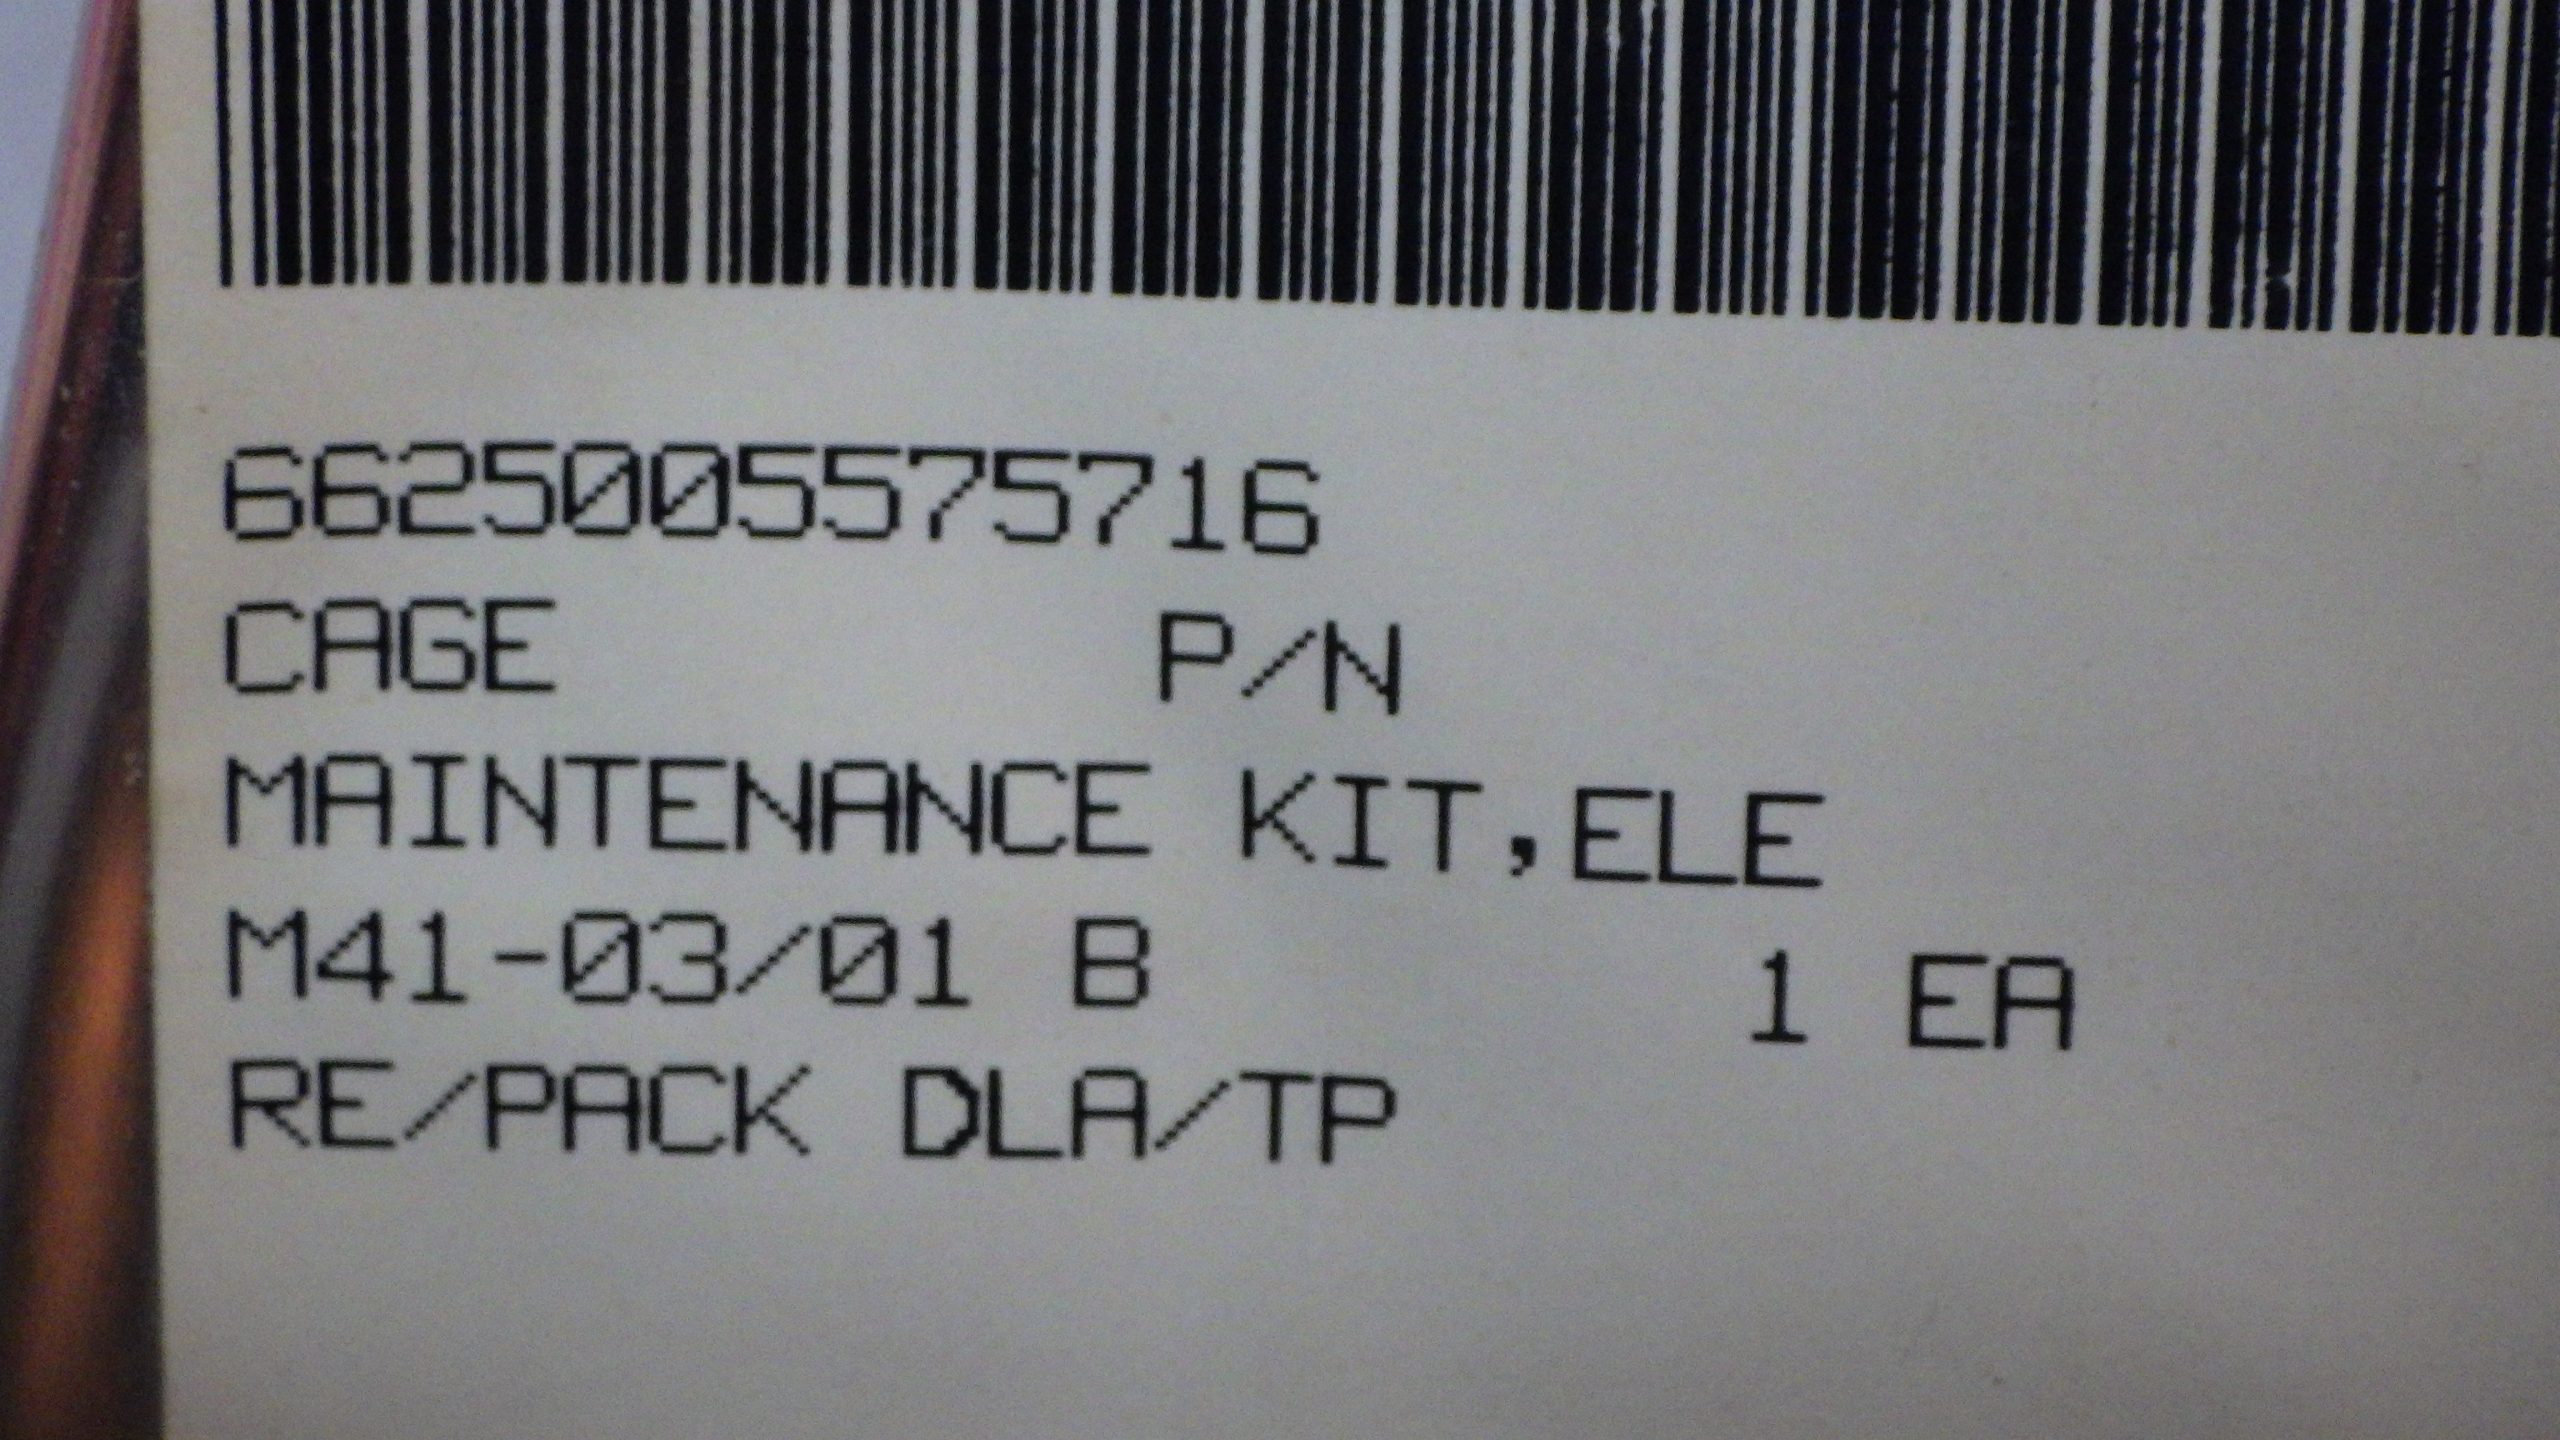 6625005575716
CAGE P/N
MAINTENANCE KIT,ELE
M41-03/01 B 1 EA
RE/PACK DLA/TP